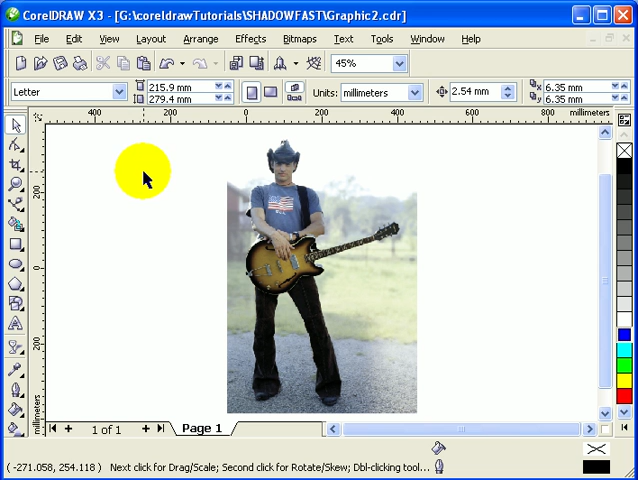 CorelDRAW X3 - [G:\coreldrawTutorials\SHADOWFAST\Graphic2.cdr]
File Edit View Layout Arrange Effects Bitmaps Text Tools Window Help
45%
Letter 215.9 mm 279.4 mm Units: millimeters 2.54 mm x 6.35 mm y 6.35 mm
400 200 0 200 400 600 800 millimeters
200
0
200
millimeters
1 of 1 Page 1
( -271.058, 254.118 ) Next click for Drag/Scale; Second click for Rotate/Skew; Dbl-clicking tool...